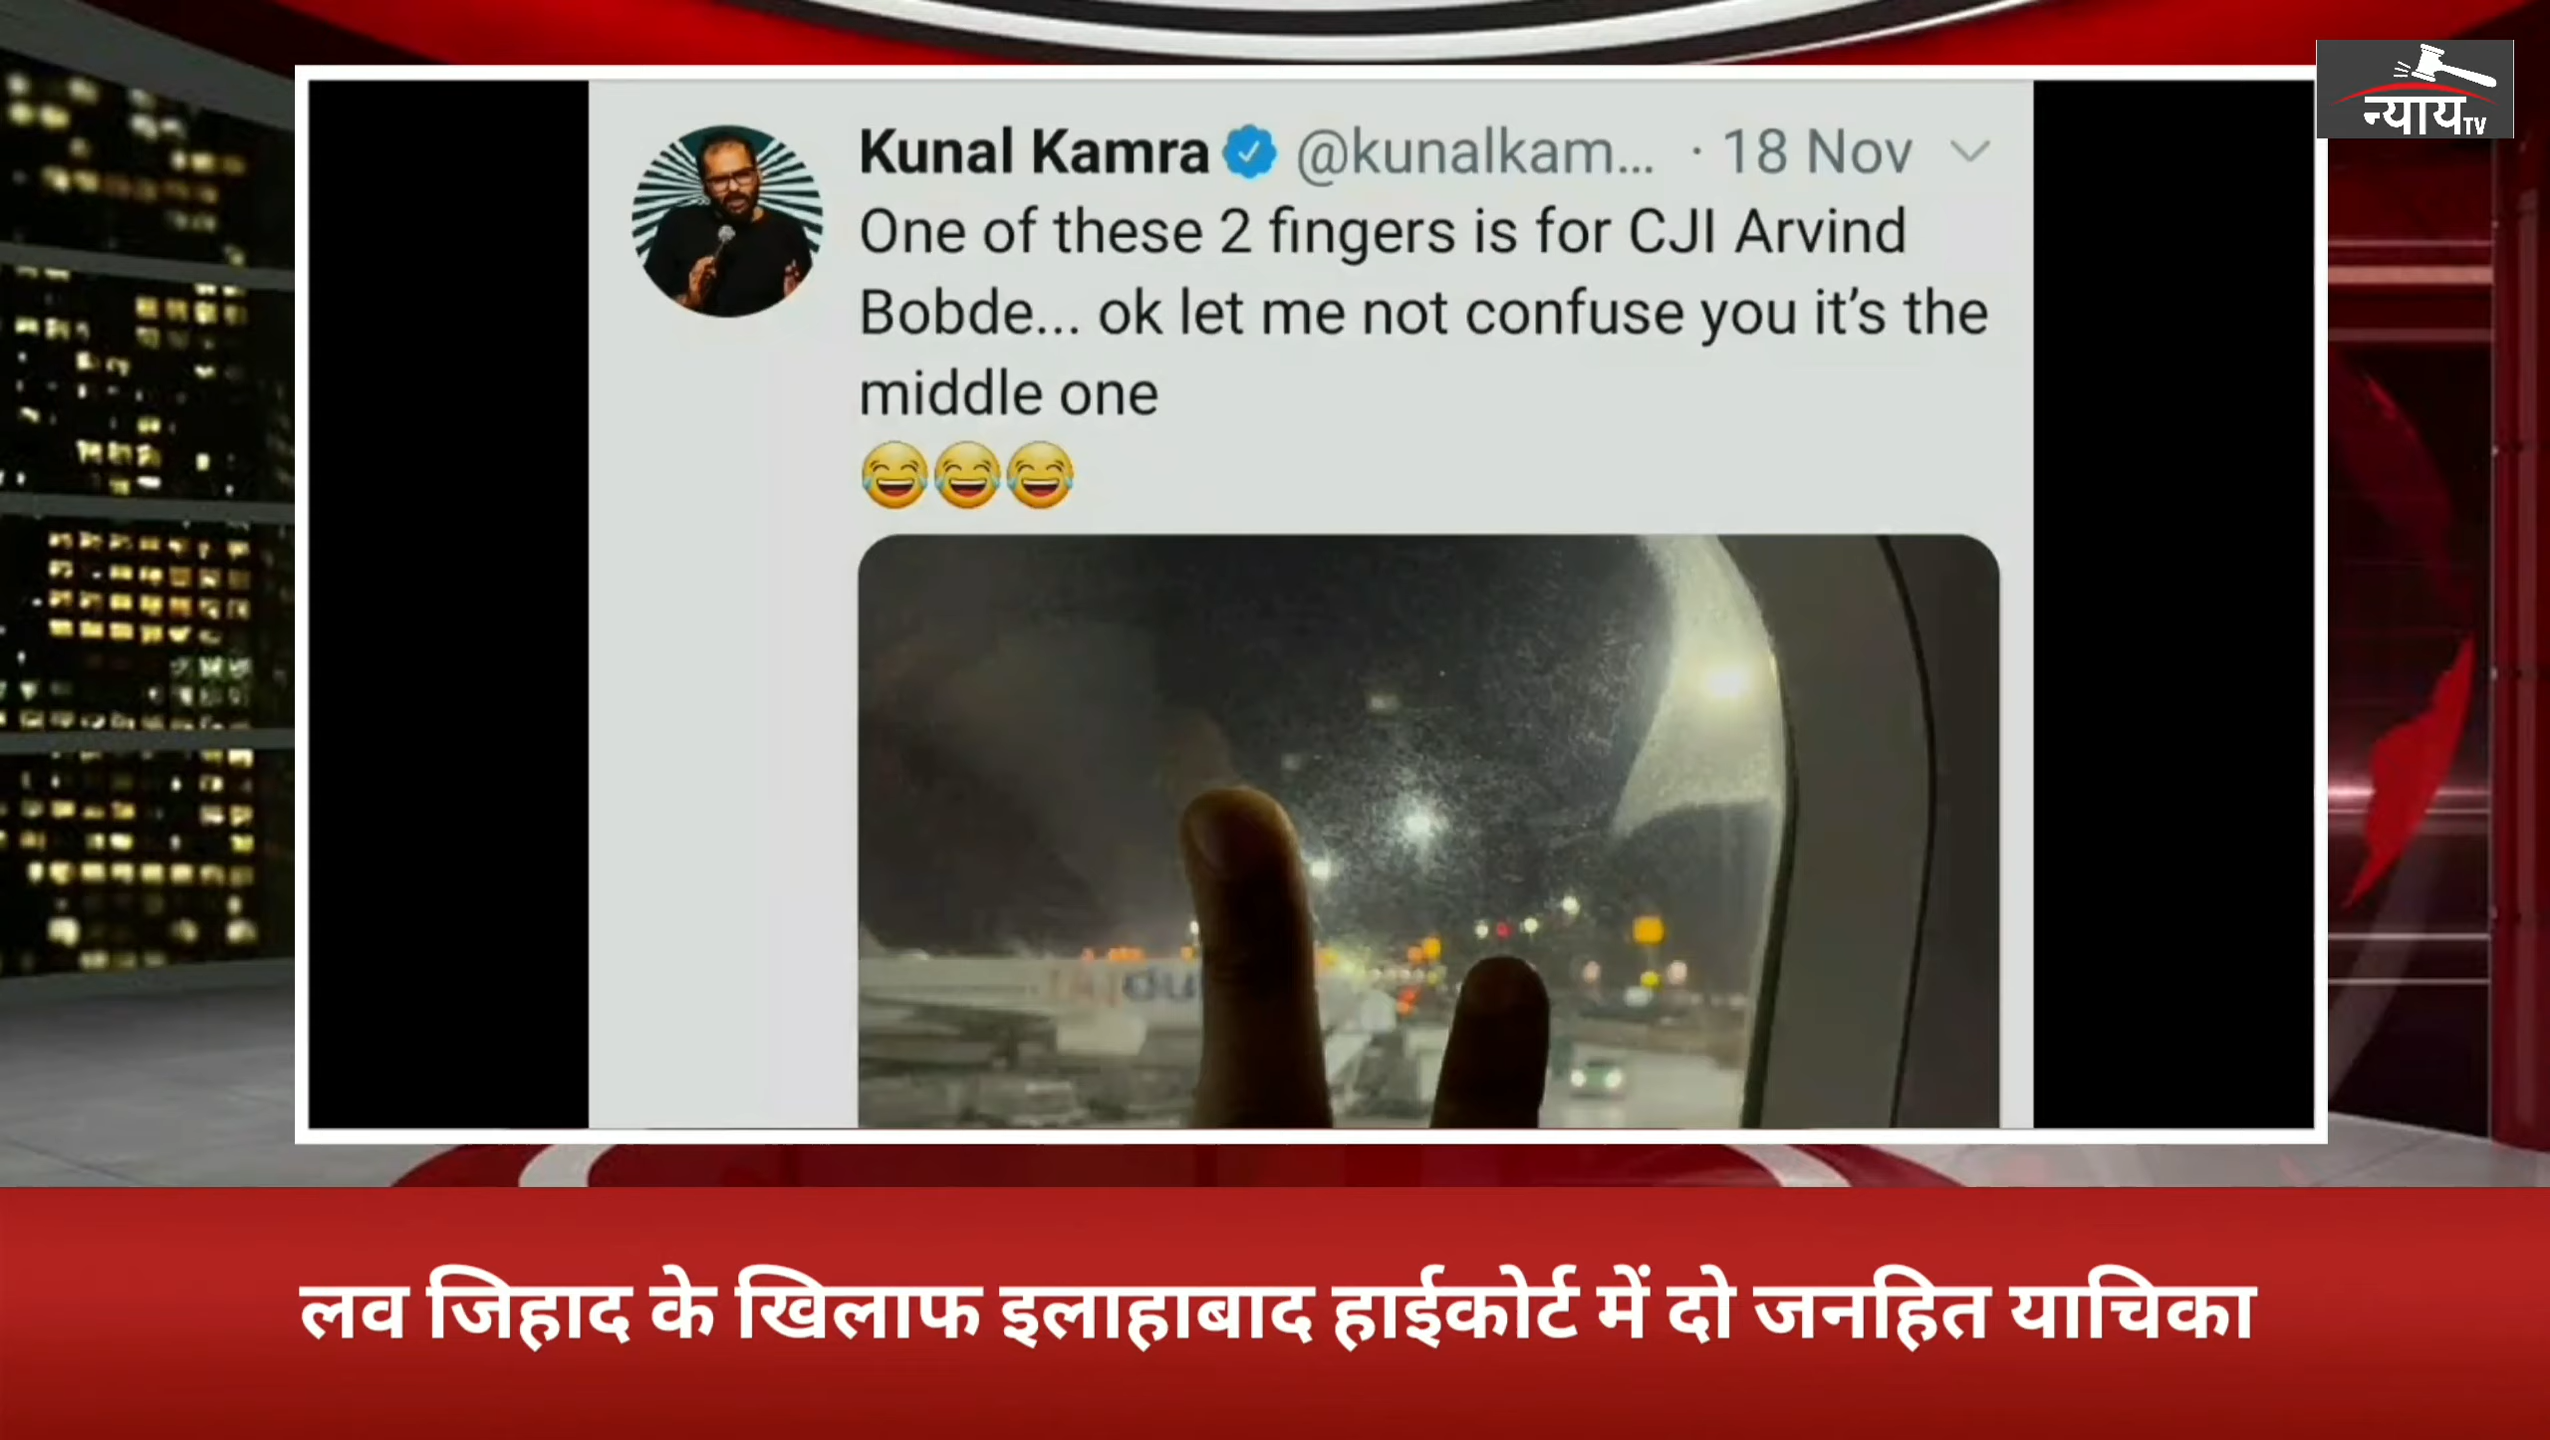 न्याय TV
Kunal Kamra @kunalkam... · 18 Nov
One of these 2 fingers is for CJI Arvind
Bobde... ok let me not confuse you it’s the
middle one
😂😂😂
लव जिहाद के खिलाफ इलाहाबाद हाईकोर्ट में दो जनहित याचिका